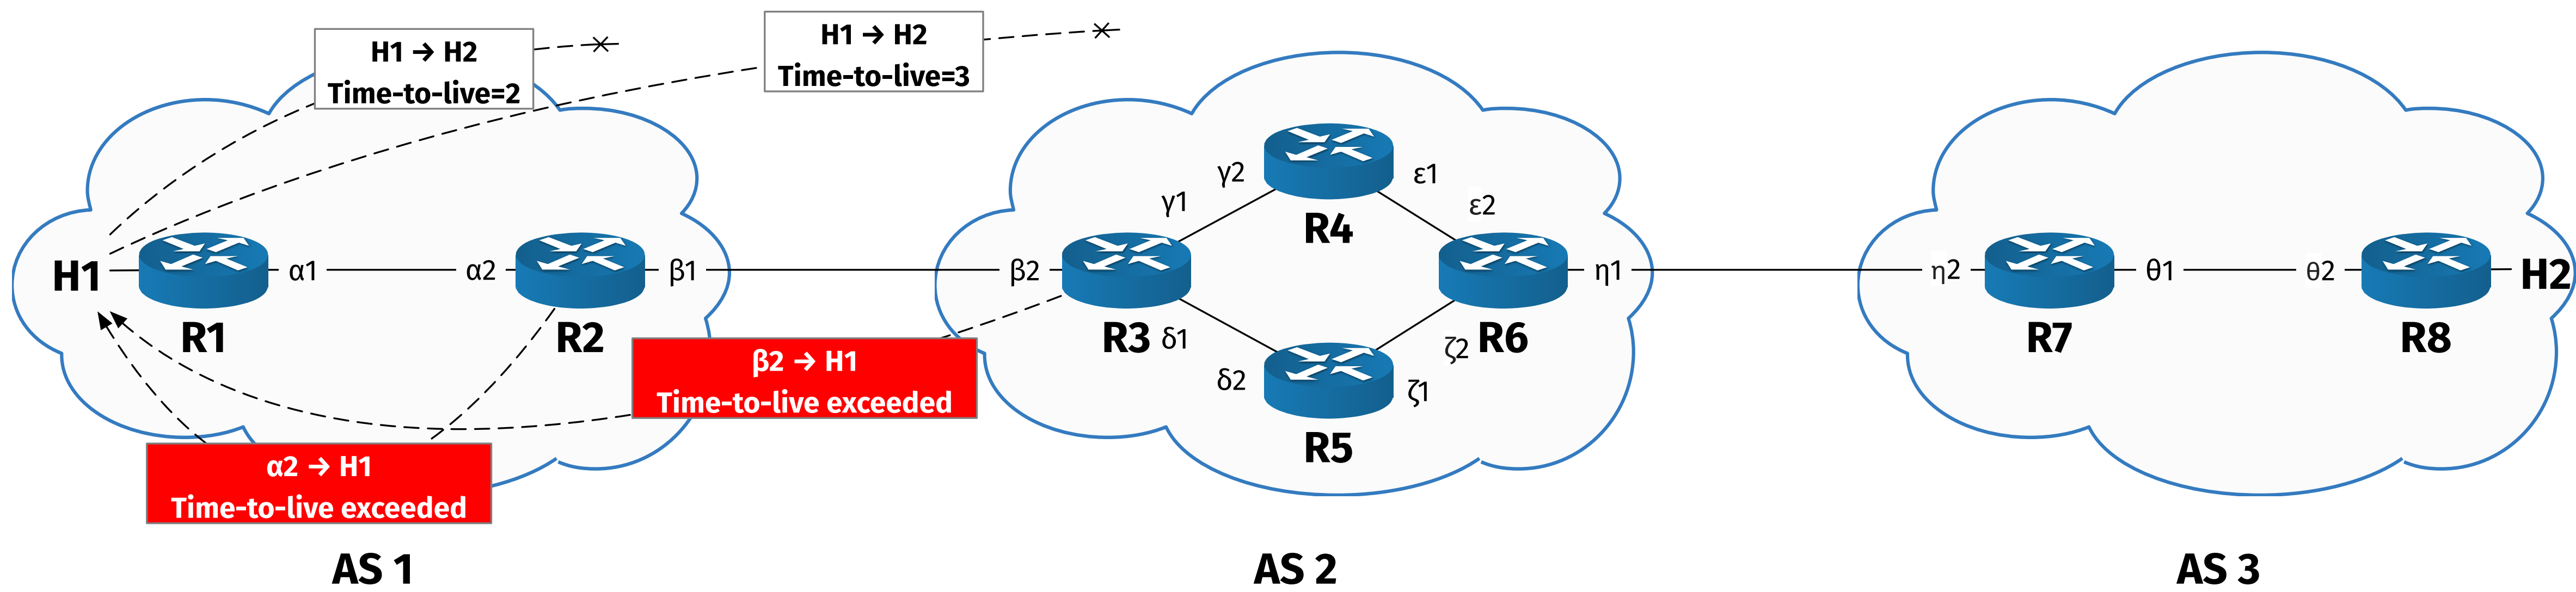 H1 → H2
Time-to-live=2
H1 → H2
Time-to-live=3
γ2
R4
ε1
γ1
ε2
H1
α1
α2
β1
β2
η1
η2
θ1
θ2
H2
R1
R2
R3
δ1
ζ2
R6
R7
R8
β2 → H1
Time-to-live exceeded
δ2
ζ1
R5
α2 → H1
Time-to-live exceeded
AS 1
AS 2
AS 3